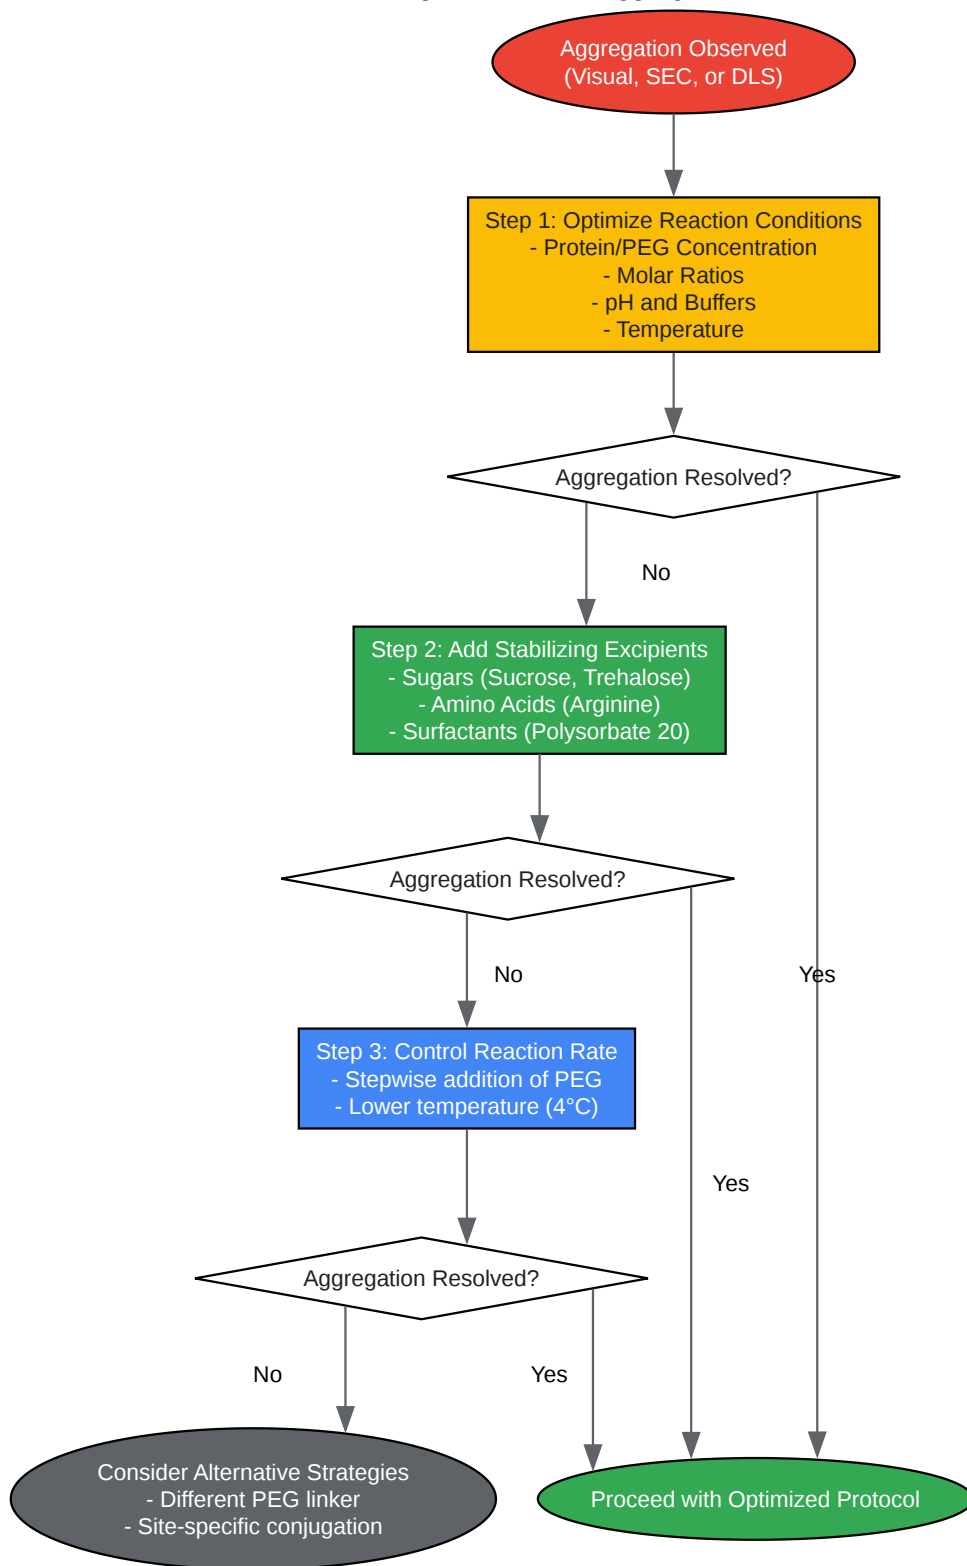 Aggregation Observed
(Visual, SEC, or DLS)
Step 1: Optimize Reaction Conditions
- Protein/PEG Concentration
- Molar Ratios
- pH and Buffers
- Temperature
Aggregation Resolved?
No
Step 2: Add Stabilizing Excipients
- Sugars (Sucrose, Trehalose)
- Amino Acids (Arginine)
- Surfactants (Polysorbate 20)
Aggregation Resolved?
No
Yes
Step 3: Control Reaction Rate
- Stepwise addition of PEG
- Lower temperature (4°C)
Yes
Aggregation Resolved?
No
Yes
Consider Alternative Strategies
- Different PEG linker
- Site-specific conjugation
Proceed with Optimized Protocol